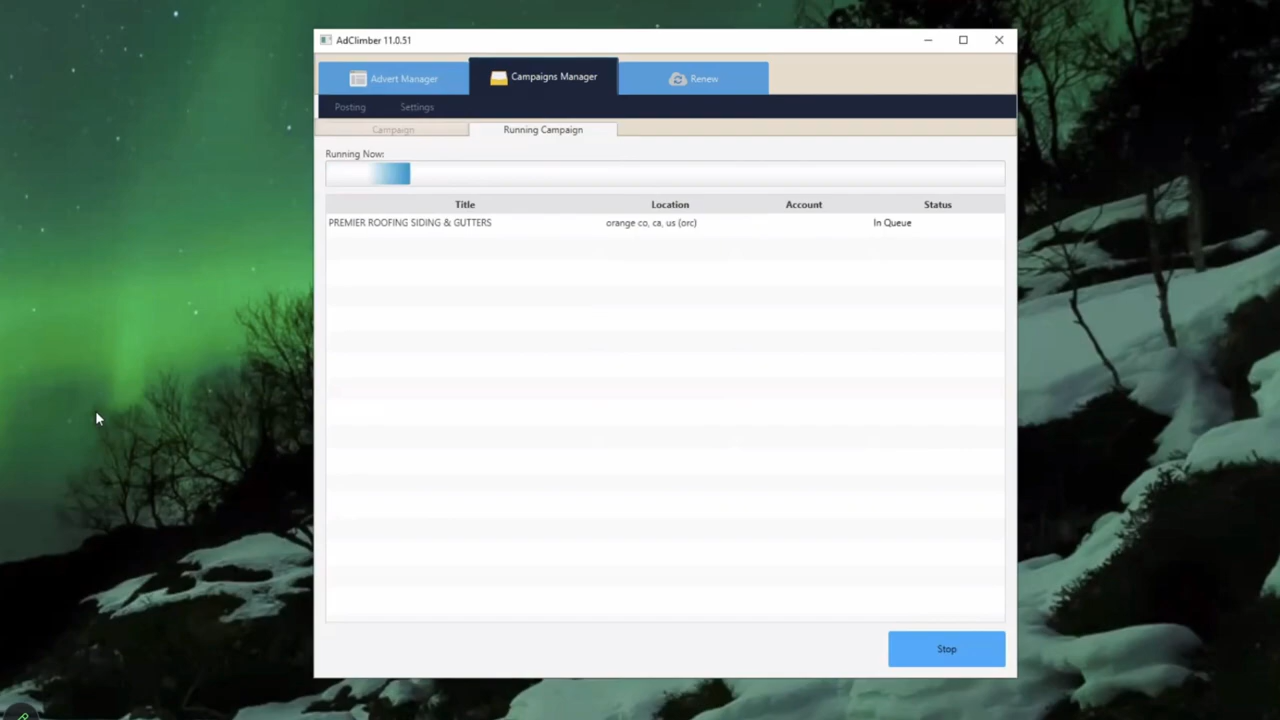 AdClimber 11.0.51
Advert Manager
Campaigns Manager
Renew
Posting
Settings
Campaign
Running Campaign
Running Now:
Title
Location
Account
Status
PREMIER ROOFING SIDING & GUTTERS
orange co, ca, us (orc)
In Queue
Stop